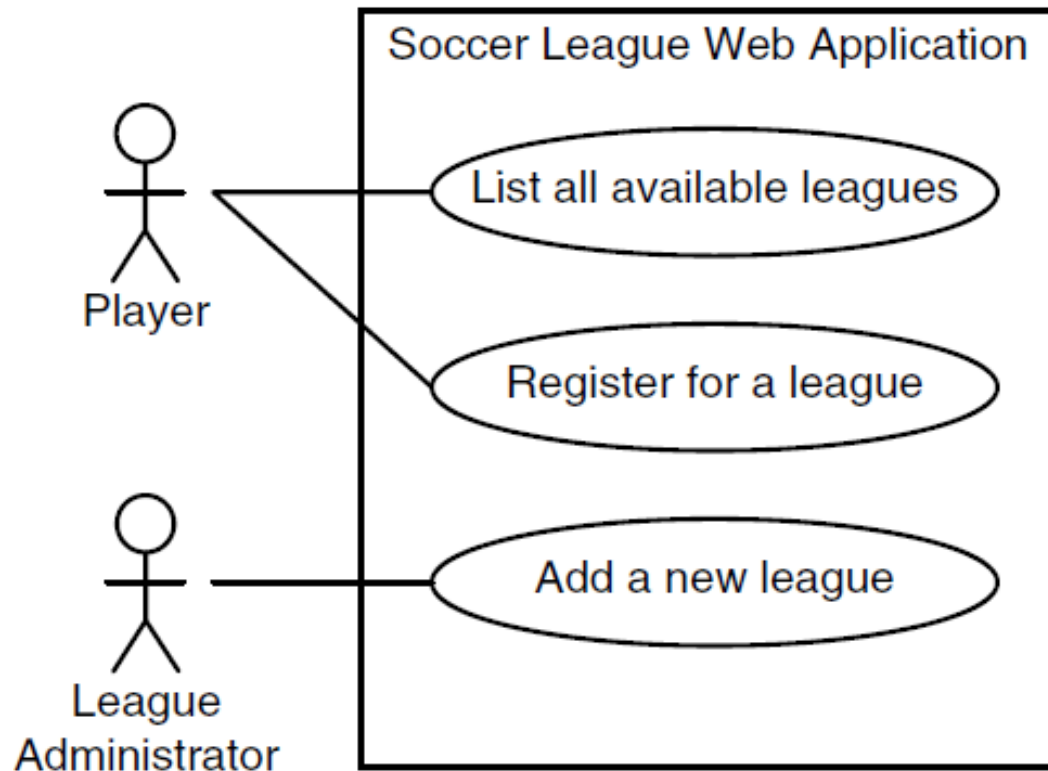 Soccer League Web Application
List all available leagues
Player
Register for a league
Add a new league
League
Administrator